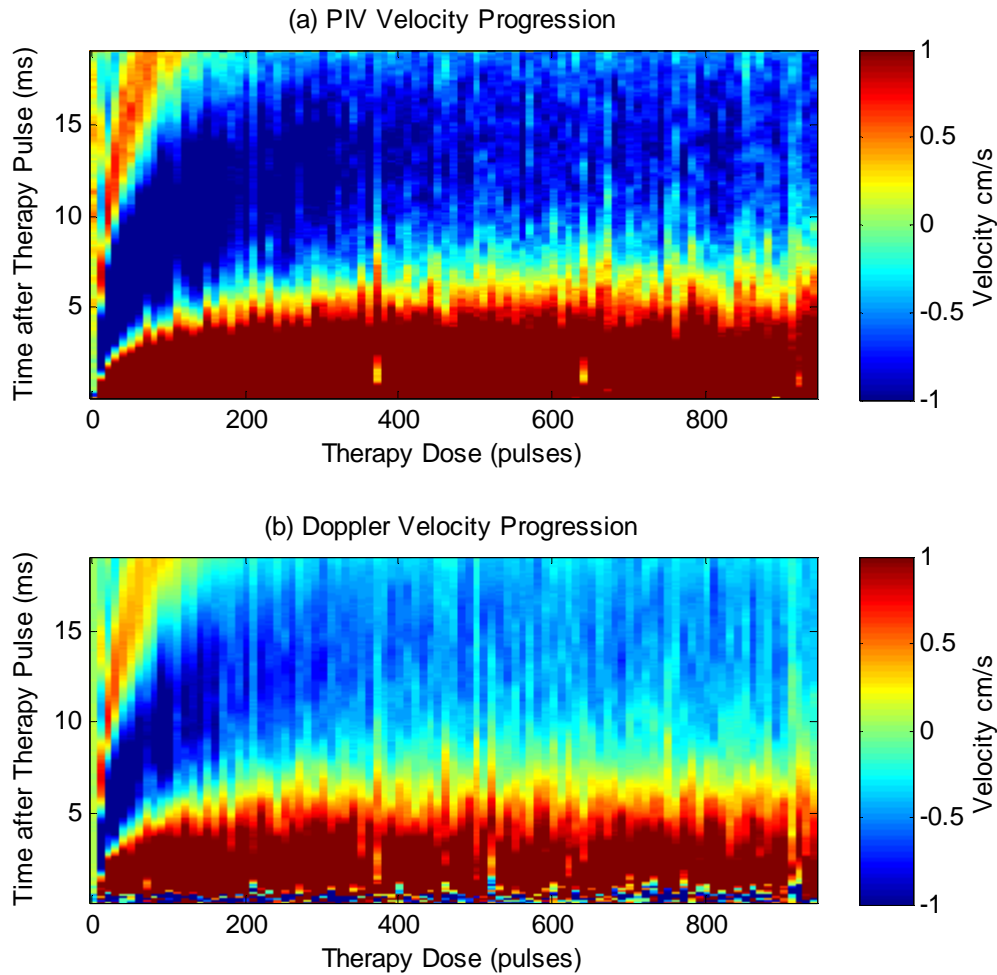 (a) PIV Velocity Progression
Time after Therapy Pulse (ms)
15
10
5
0 200 400 600 800
Therapy Dose (pulses)
1
0.5
0
-0.5
-1
Velocity cm/s
(b) Doppler Velocity Progression
Time after Therapy Pulse (ms)
15
10
5
0 200 400 600 800
Therapy Dose (pulses)
1
0.5
0
-0.5
-1
Velocity cm/s